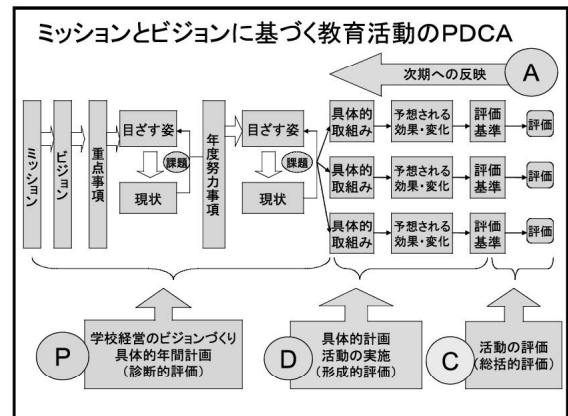 ミッションとビジョンに基づく教育活動のPDCA
次期への反映
A
ミッション
ビジョン
重点事項
目ざす姿
課題
現状
年度努力事項
目ざす姿
課題
現状
具体的
取組み
予想される
効果・変化
評価
基準
評価
具体的
取組み
予想される
効果・変化
評価
基準
評価
具体的
取組み
予想される
効果・変化
評価
基準
評価
P
学校経営のビジョンづくり
具体的年間計画
(診断的評価)
D
具体的計画
活動の実施
(形成的評価)
C
活動の評価
(総括的評価)